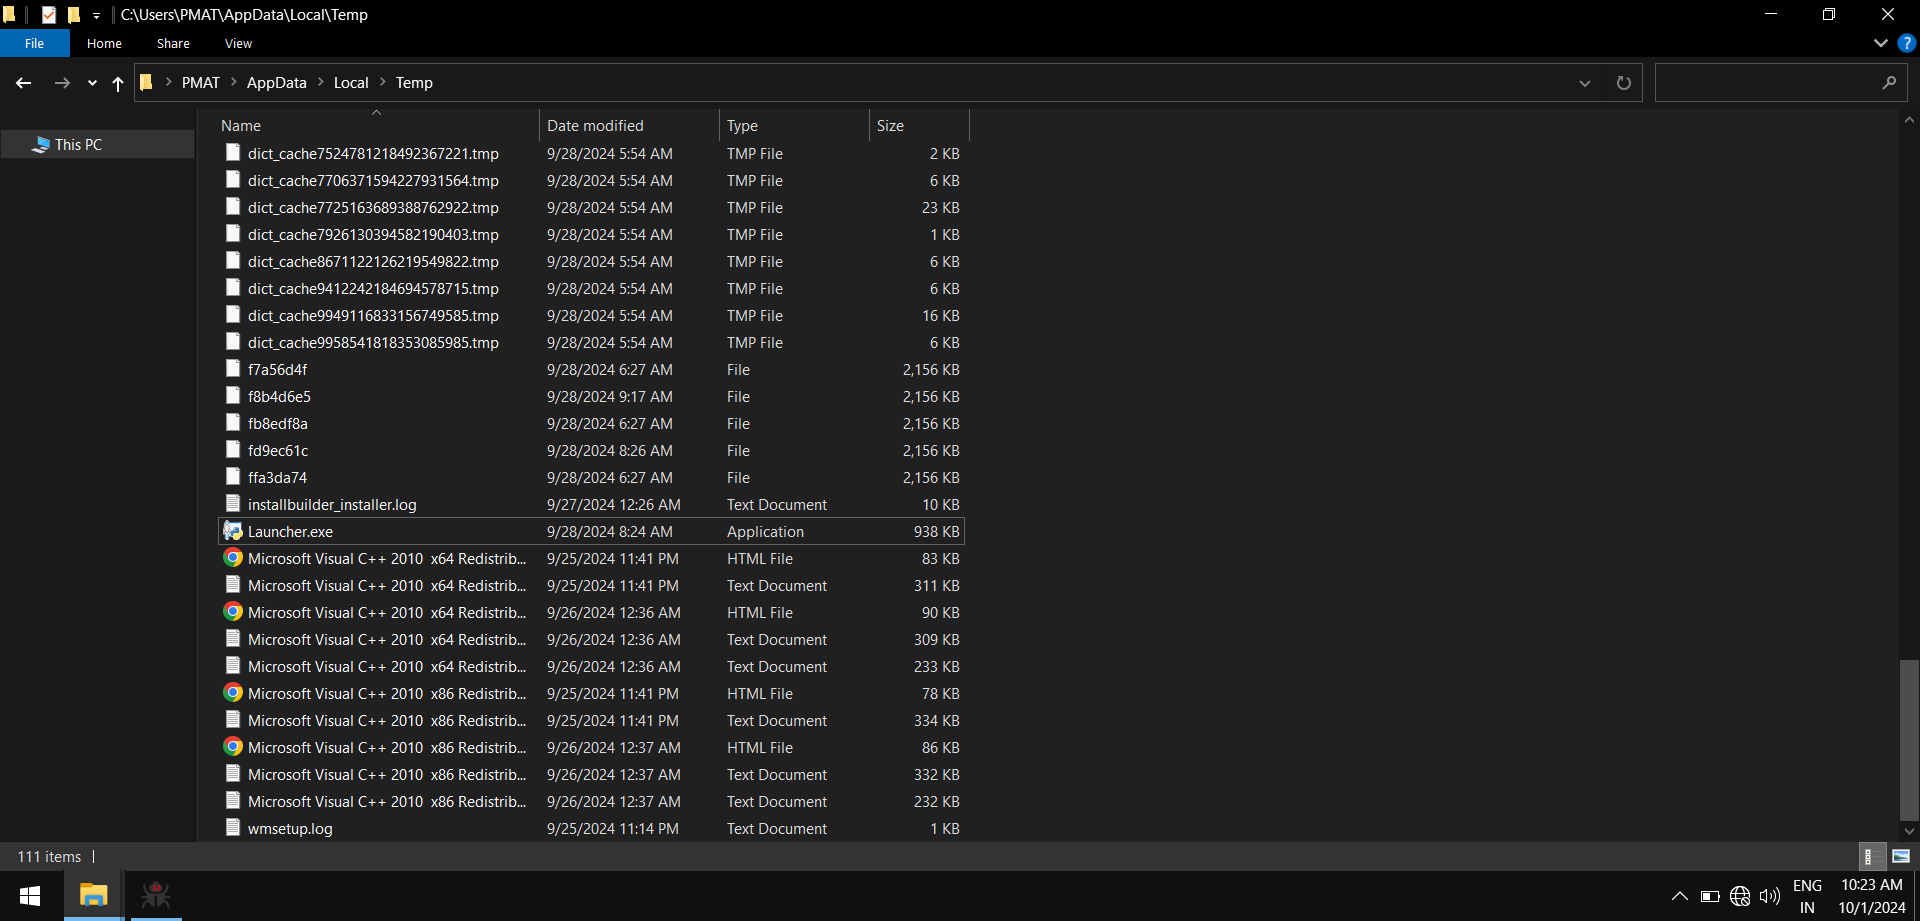 C:\Users\PMAT\AppData\Local\Temp
File Home Share View
PMAT AppData Local Temp
This PC
Name Date modified Type Size
dict_cache7524781218492367221.tmp 9/28/2024 5:54 AM TMP File 2 KB
dict_cache7706371594227931564.tmp 9/28/2024 5:54 AM TMP File 6 KB
dict_cache7725163689388762922.tmp 9/28/2024 5:54 AM TMP File 23 KB
dict_cache7926130394582190403.tmp 9/28/2024 5:54 AM TMP File 1 KB
dict_cache8671122126219549822.tmp 9/28/2024 5:54 AM TMP File 6 KB
dict_cache9412242184694578715.tmp 9/28/2024 5:54 AM TMP File 6 KB
dict_cache9949116833156749585.tmp 9/28/2024 5:54 AM TMP File 16 KB
dict_cache9958541818353085985.tmp 9/28/2024 5:54 AM TMP File 6 KB
f7a56d4f 9/28/2024 6:27 AM File 2,156 KB
f8b4d6e5 9/28/2024 9:17 AM File 2,156 KB
fb8edf8a 9/28/2024 6:27 AM File 2,156 KB
fd9ec61c 9/28/2024 8:26 AM File 2,156 KB
ffa3da74 9/28/2024 6:27 AM File 2,156 KB
installbuilder_installer.log 9/27/2024 12:26 AM Text Document 10 KB
Launcher.exe 9/28/2024 8:24 AM Application 938 KB
Microsoft Visual C++ 2010  x64 Redistrib... 9/25/2024 11:41 PM HTML File 83 KB
Microsoft Visual C++ 2010  x64 Redistrib... 9/25/2024 11:41 PM Text Document 311 KB
Microsoft Visual C++ 2010  x64 Redistrib... 9/26/2024 12:36 AM HTML File 90 KB
Microsoft Visual C++ 2010  x64 Redistrib... 9/26/2024 12:36 AM Text Document 309 KB
Microsoft Visual C++ 2010  x64 Redistrib... 9/26/2024 12:36 AM Text Document 233 KB
Microsoft Visual C++ 2010  x86 Redistrib... 9/25/2024 11:41 PM HTML File 78 KB
Microsoft Visual C++ 2010  x86 Redistrib... 9/25/2024 11:41 PM Text Document 334 KB
Microsoft Visual C++ 2010  x86 Redistrib... 9/26/2024 12:37 AM HTML File 86 KB
Microsoft Visual C++ 2010  x86 Redistrib... 9/26/2024 12:37 AM Text Document 332 KB
Microsoft Visual C++ 2010  x86 Redistrib... 9/26/2024 12:37 AM Text Document 232 KB
wmsetup.log 9/25/2024 11:14 PM Text Document 1 KB
111 items
ENG 10:23 AM
IN 10/1/2024